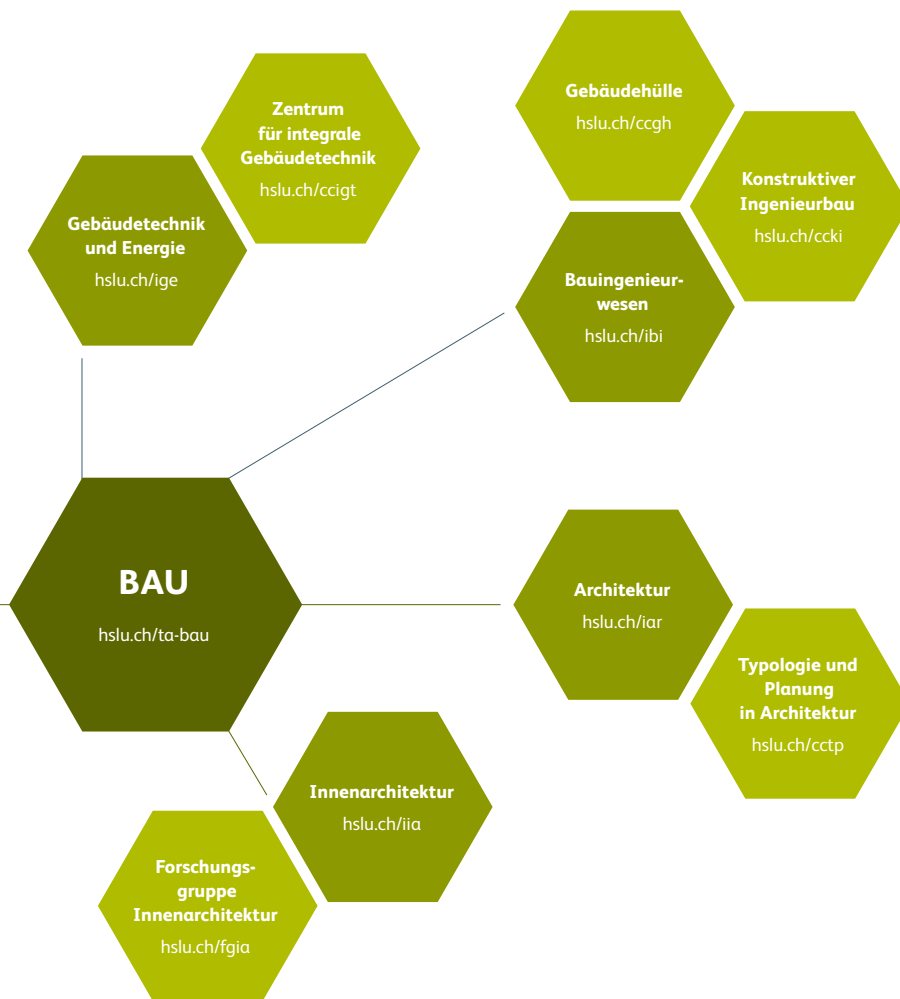 Zentrum
für integrale
Gebäudetechnik
hslu.ch/ccigt
Gebäudetechnik
und Energie
hslu.ch/ige
Gebäudehülle
hslu.ch/ccgh
Konstruktiver
Ingenieurbau
hslu.ch/ccki
Bauingenieur-
wesen
hslu.ch/ibi
BAU
hslu.ch/ta-bau
Architektur
hslu.ch/iar
Typologie und
Planung
in Architektur
hslu.ch/cctp
Innenarchitektur
hslu.ch/iia
Forschungs-
gruppe
Innenarchitektur
hslu.ch/fgia